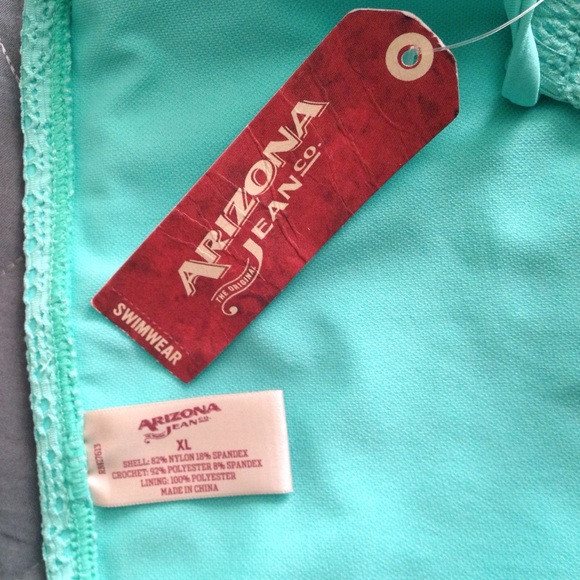 ARIZONA
THE ORIGINAL JEAN CO.
SWIMWEAR
ARIZONA
JEAN CO.
XL
SHELL: 82% NYLON 18% SPANDEX
CROCHET: 92% POLYESTER 8% SPANDEX
LINING: 100% POLYESTER
MADE IN CHINA